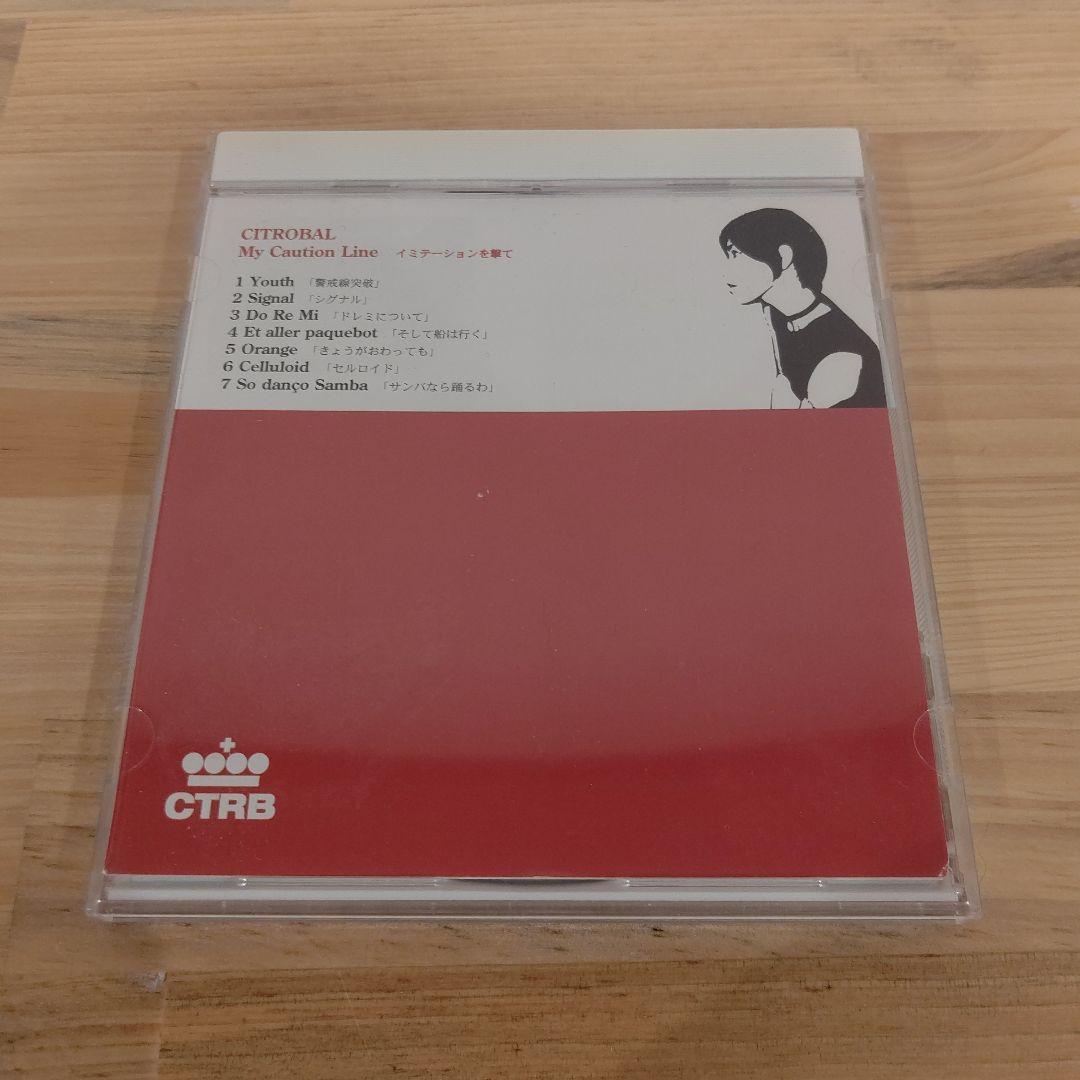 CITROBAL
My Caution Line イミテーションを撃て
1 Youth 「警戒線突破」
2 Signal 「シグナル」
3 Do Re Mi 「ドレミについて」
4 Et aller paquebot 「そして船は行く」
5 Orange 「きょうがおわっても」
6 Celluloid 「セルロイド」
7 So danço Samba 「サンバなら踊るわ」
CTRB